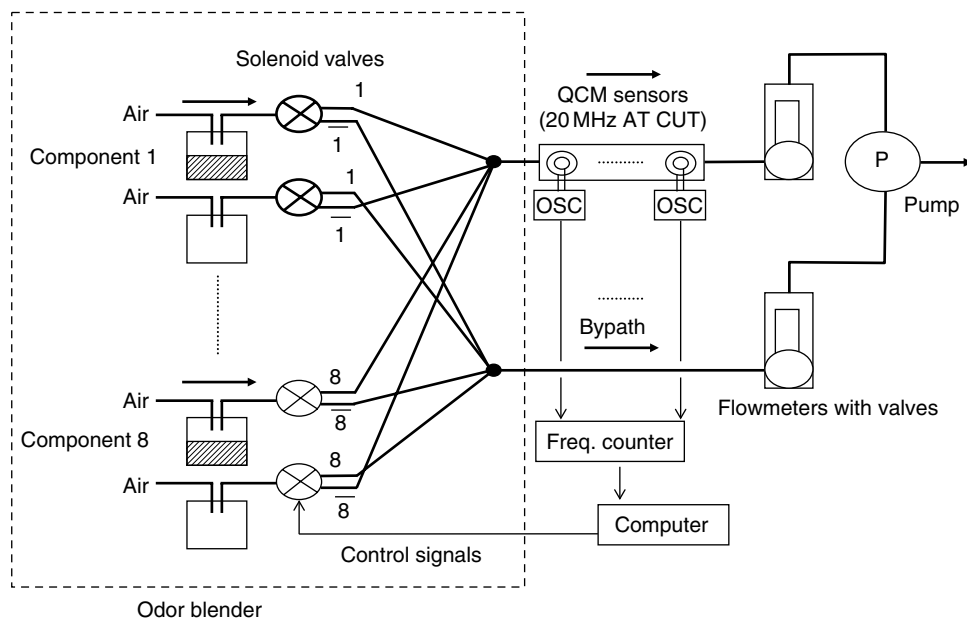 Solenoid valves
Air
1
1
Component 1
Air
1
1
QCM sensors
(20 MHz AT CUT)
OSC
OSC
P
Pump
Bypath
Air
8
8
Component 8
Air
8
8
Flowmeters with valves
Freq. counter
Computer
Control signals
Odor blender